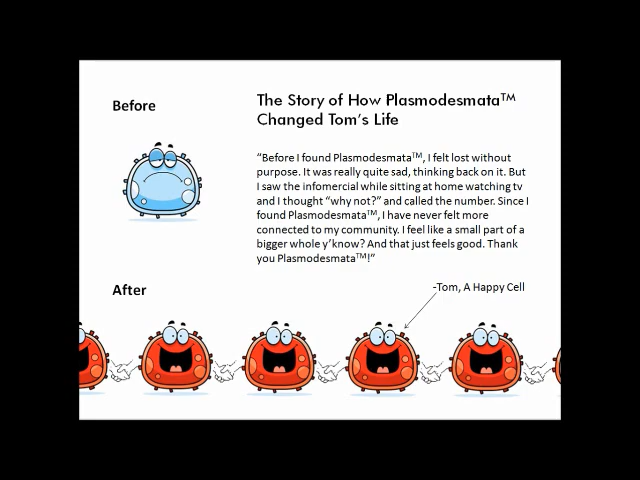 Before
The Story of How Plasmodesmata™
Changed Tom's Life
"Before I found Plasmodesmata™, I felt lost without
purpose. It was really quite sad, thinking back on it. But
I saw the infomercial while sitting at home watching tv
and I thought "why not?" and called the number. Since I
found Plasmodesmata™, I have never felt more
connected to my community. I feel like a small part of a
bigger whole y'know? And that just feels good. Thank
you Plasmodesmata™!"
After
-Tom, A Happy Cell